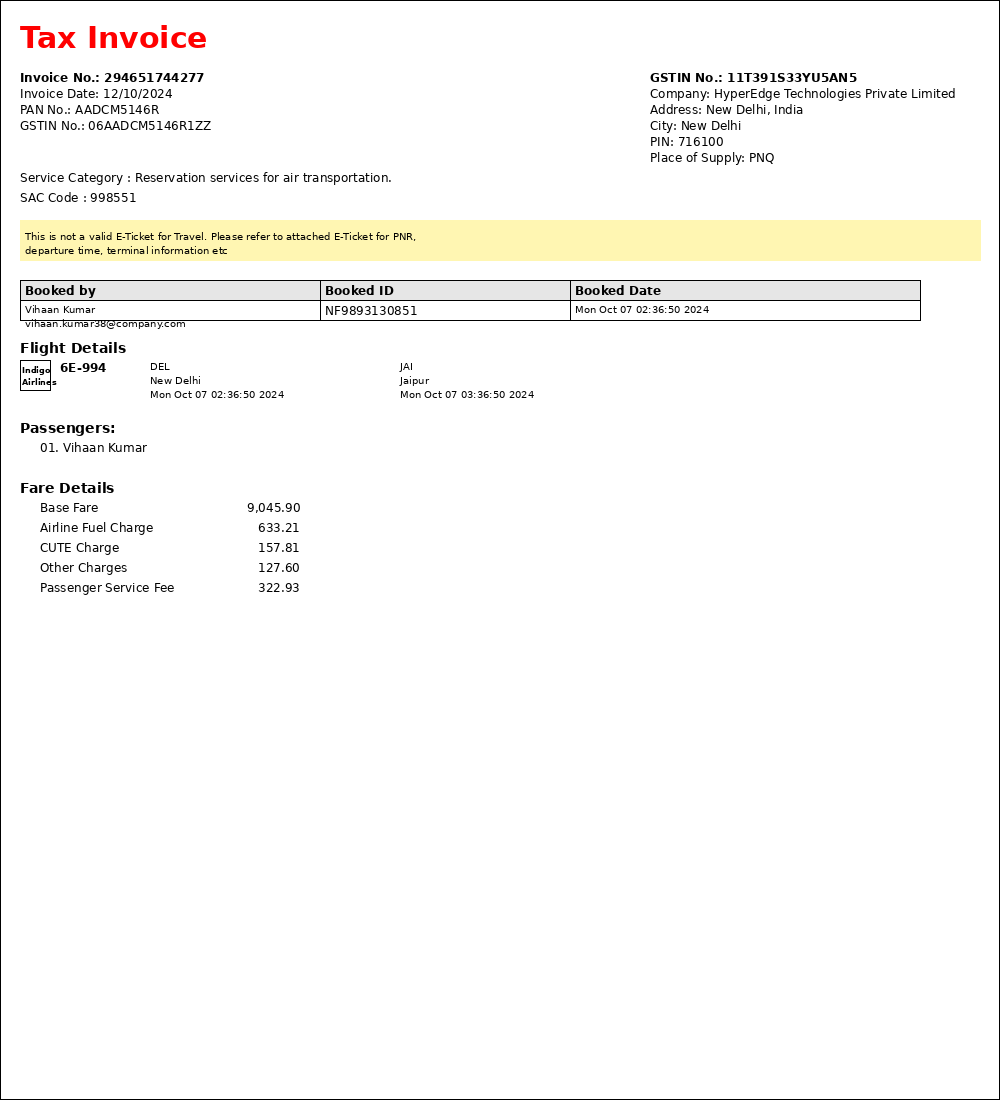 Tax Invoice
Invoice No.: 294651744277
Invoice Date: 12/10/2024
PAN No.: AADCM5146R
GSTIN No.: 06AADCM5146R1ZZ
GSTIN No.: 11T391S33YU5AN5
Company: HyperEdge Technologies Private Limited
Address: New Delhi, India
City: New Delhi
PIN: 716100
Place of Supply: PNQ
Service Category : Reservation services for air transportation.
SAC Code : 998551
This is not a valid E-Ticket for Travel. Please refer to attached E-Ticket for PNR,
departure time, terminal information etc
Booked by Booked ID Booked Date
Vihaan Kumar NF9893130851 Mon Oct 07 02:36:50 2024
vihaan.kumar38@company.com
Flight Details
Indigo
Airlines
6E-994
DEL
New Delhi
Mon Oct 07 02:36:50 2024
JAI
Jaipur
Mon Oct 07 03:36:50 2024
Passengers:
01. Vihaan Kumar
Fare Details
Base Fare 9,045.90
Airline Fuel Charge 633.21
CUTE Charge 157.81
Other Charges 127.60
Passenger Service Fee 322.93